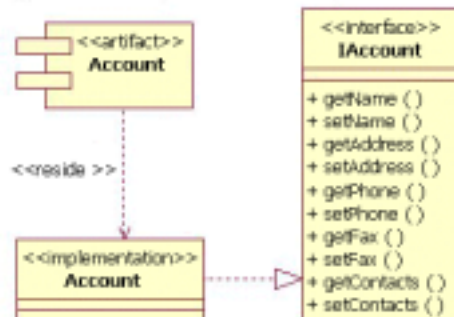 <<artifact>>
Account
<<reside >>
<<implementation>>
Account
<<interface>>
IAccount
+ getName ()
+ setName ()
+ getAddress ()
+ setAddress ()
+ getPhone ()
+ setPhone ()
+ getFax ()
+ setFax ()
+ getContacts ()
+ setContacts ()